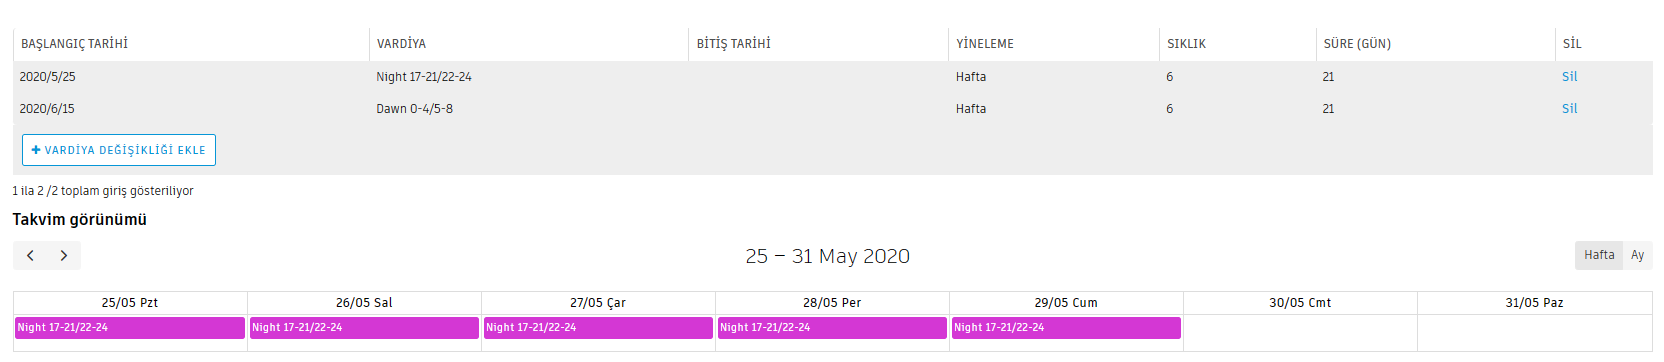 BAŞLANGIÇ TARİHİ VARDİYA BİTİŞ TARİHİ YİNELEME SIKLIK SÜRE (GÜN) SİL
2020/5/25 Night 17-21/22-24 Hafta 6 21 Sil
2020/6/15 Dawn 0-4/5-8 Hafta 6 21 Sil
+ VARDİYA DEĞİŞİKLİĞİ EKLE
1 ila 2 /2 toplam giriş gösteriliyor
Takvim görünümü
25 – 31 May 2020 Hafta Ay
25/05 Pzt 26/05 Sal 27/05 Çar 28/05 Per 29/05 Cum 30/05 Cmt 31/05 Paz
Night 17-21/22-24 Night 17-21/22-24 Night 17-21/22-24 Night 17-21/22-24 Night 17-21/22-24